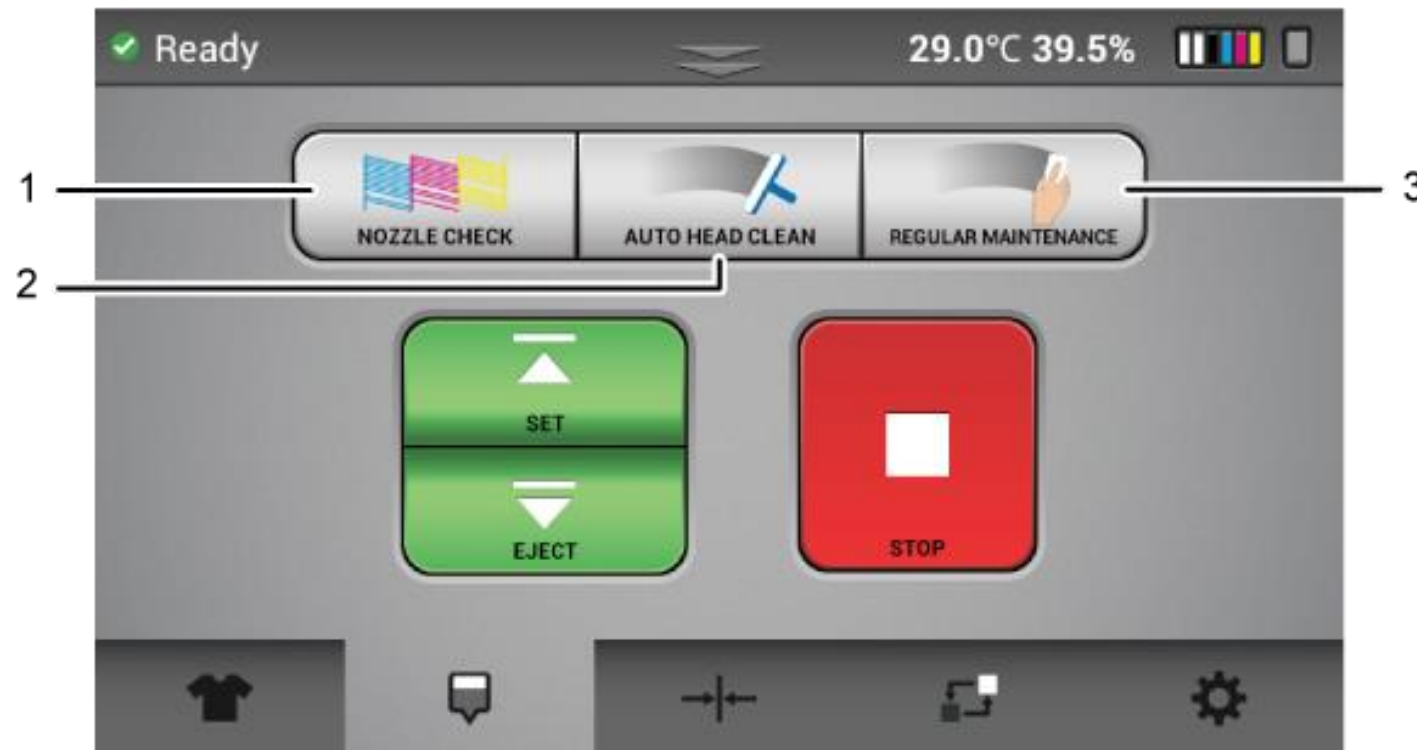 Ready 29.0°C 39.5%
1 3
NOZZLE CHECK AUTO HEAD CLEAN REGULAR MAINTENANCE
2
SET
EJECT STOP